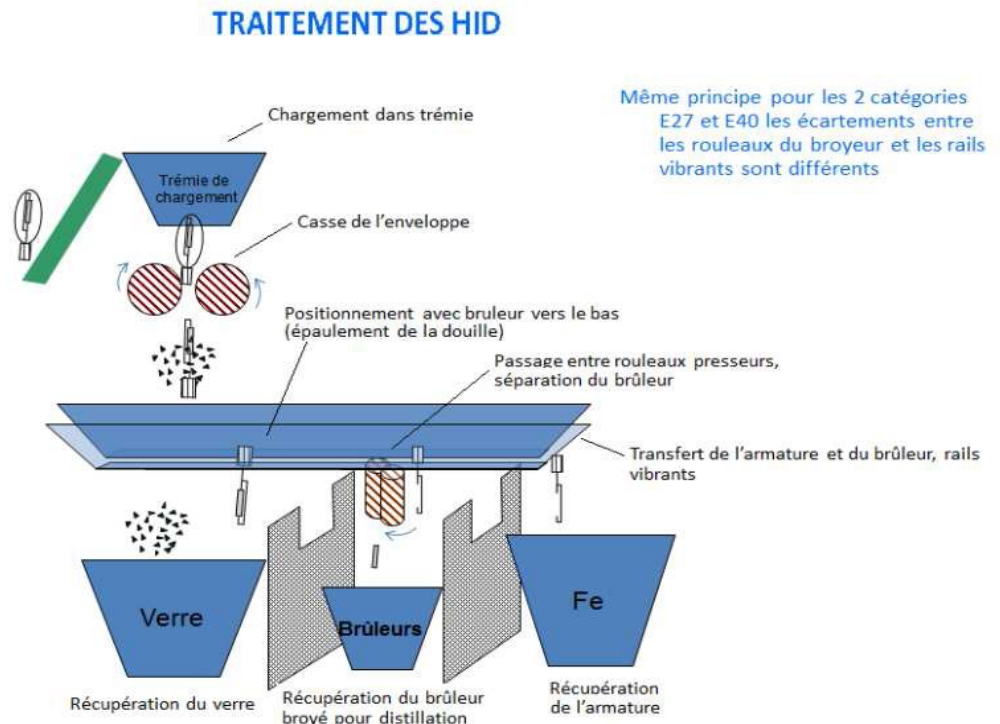 TRAITEMENT DES HID
Chargement dans trémie
Même principe pour les 2 catégories
E27 et E40 les écartements entre
les rouleaux du broyeur et les rails
vibrants sont différents
Trémie de
chargement
Casse de l'enveloppe
Positionnement avec bruleur vers le bas
(épaulement de la douille)
Passage entre rouleaux presseurs,
séparation du brûleur
Transfert de l'armature et du brûleur, rails
vibrants
Verre
Brûleurs
Fe
Récupération du verre
Récupération du brûleur
broyé pour distillation
Récupération
de l'armature